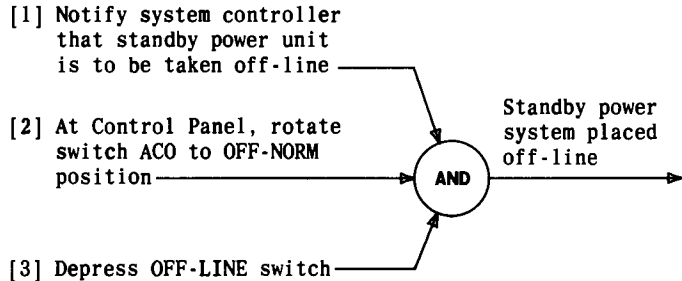 [1] Notify system controller
that standby power unit
is to be taken off-line
[2] At Control Panel, rotate
switch ACO to OFF-NORM
position
[3] Depress OFF-LINE switch
AND
Standby power
system placed
off-line